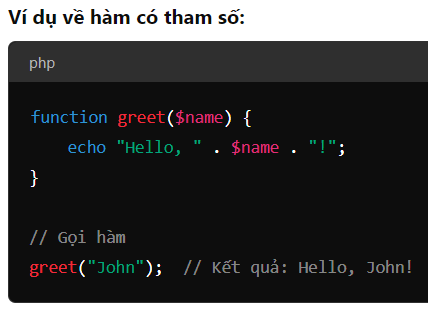 Ví dụ về hàm có tham số:
php
function greet($name) {
    echo "Hello, " . $name . "!";
}
// Gọi hàm
greet("John");  // Kết quả: Hello, John!